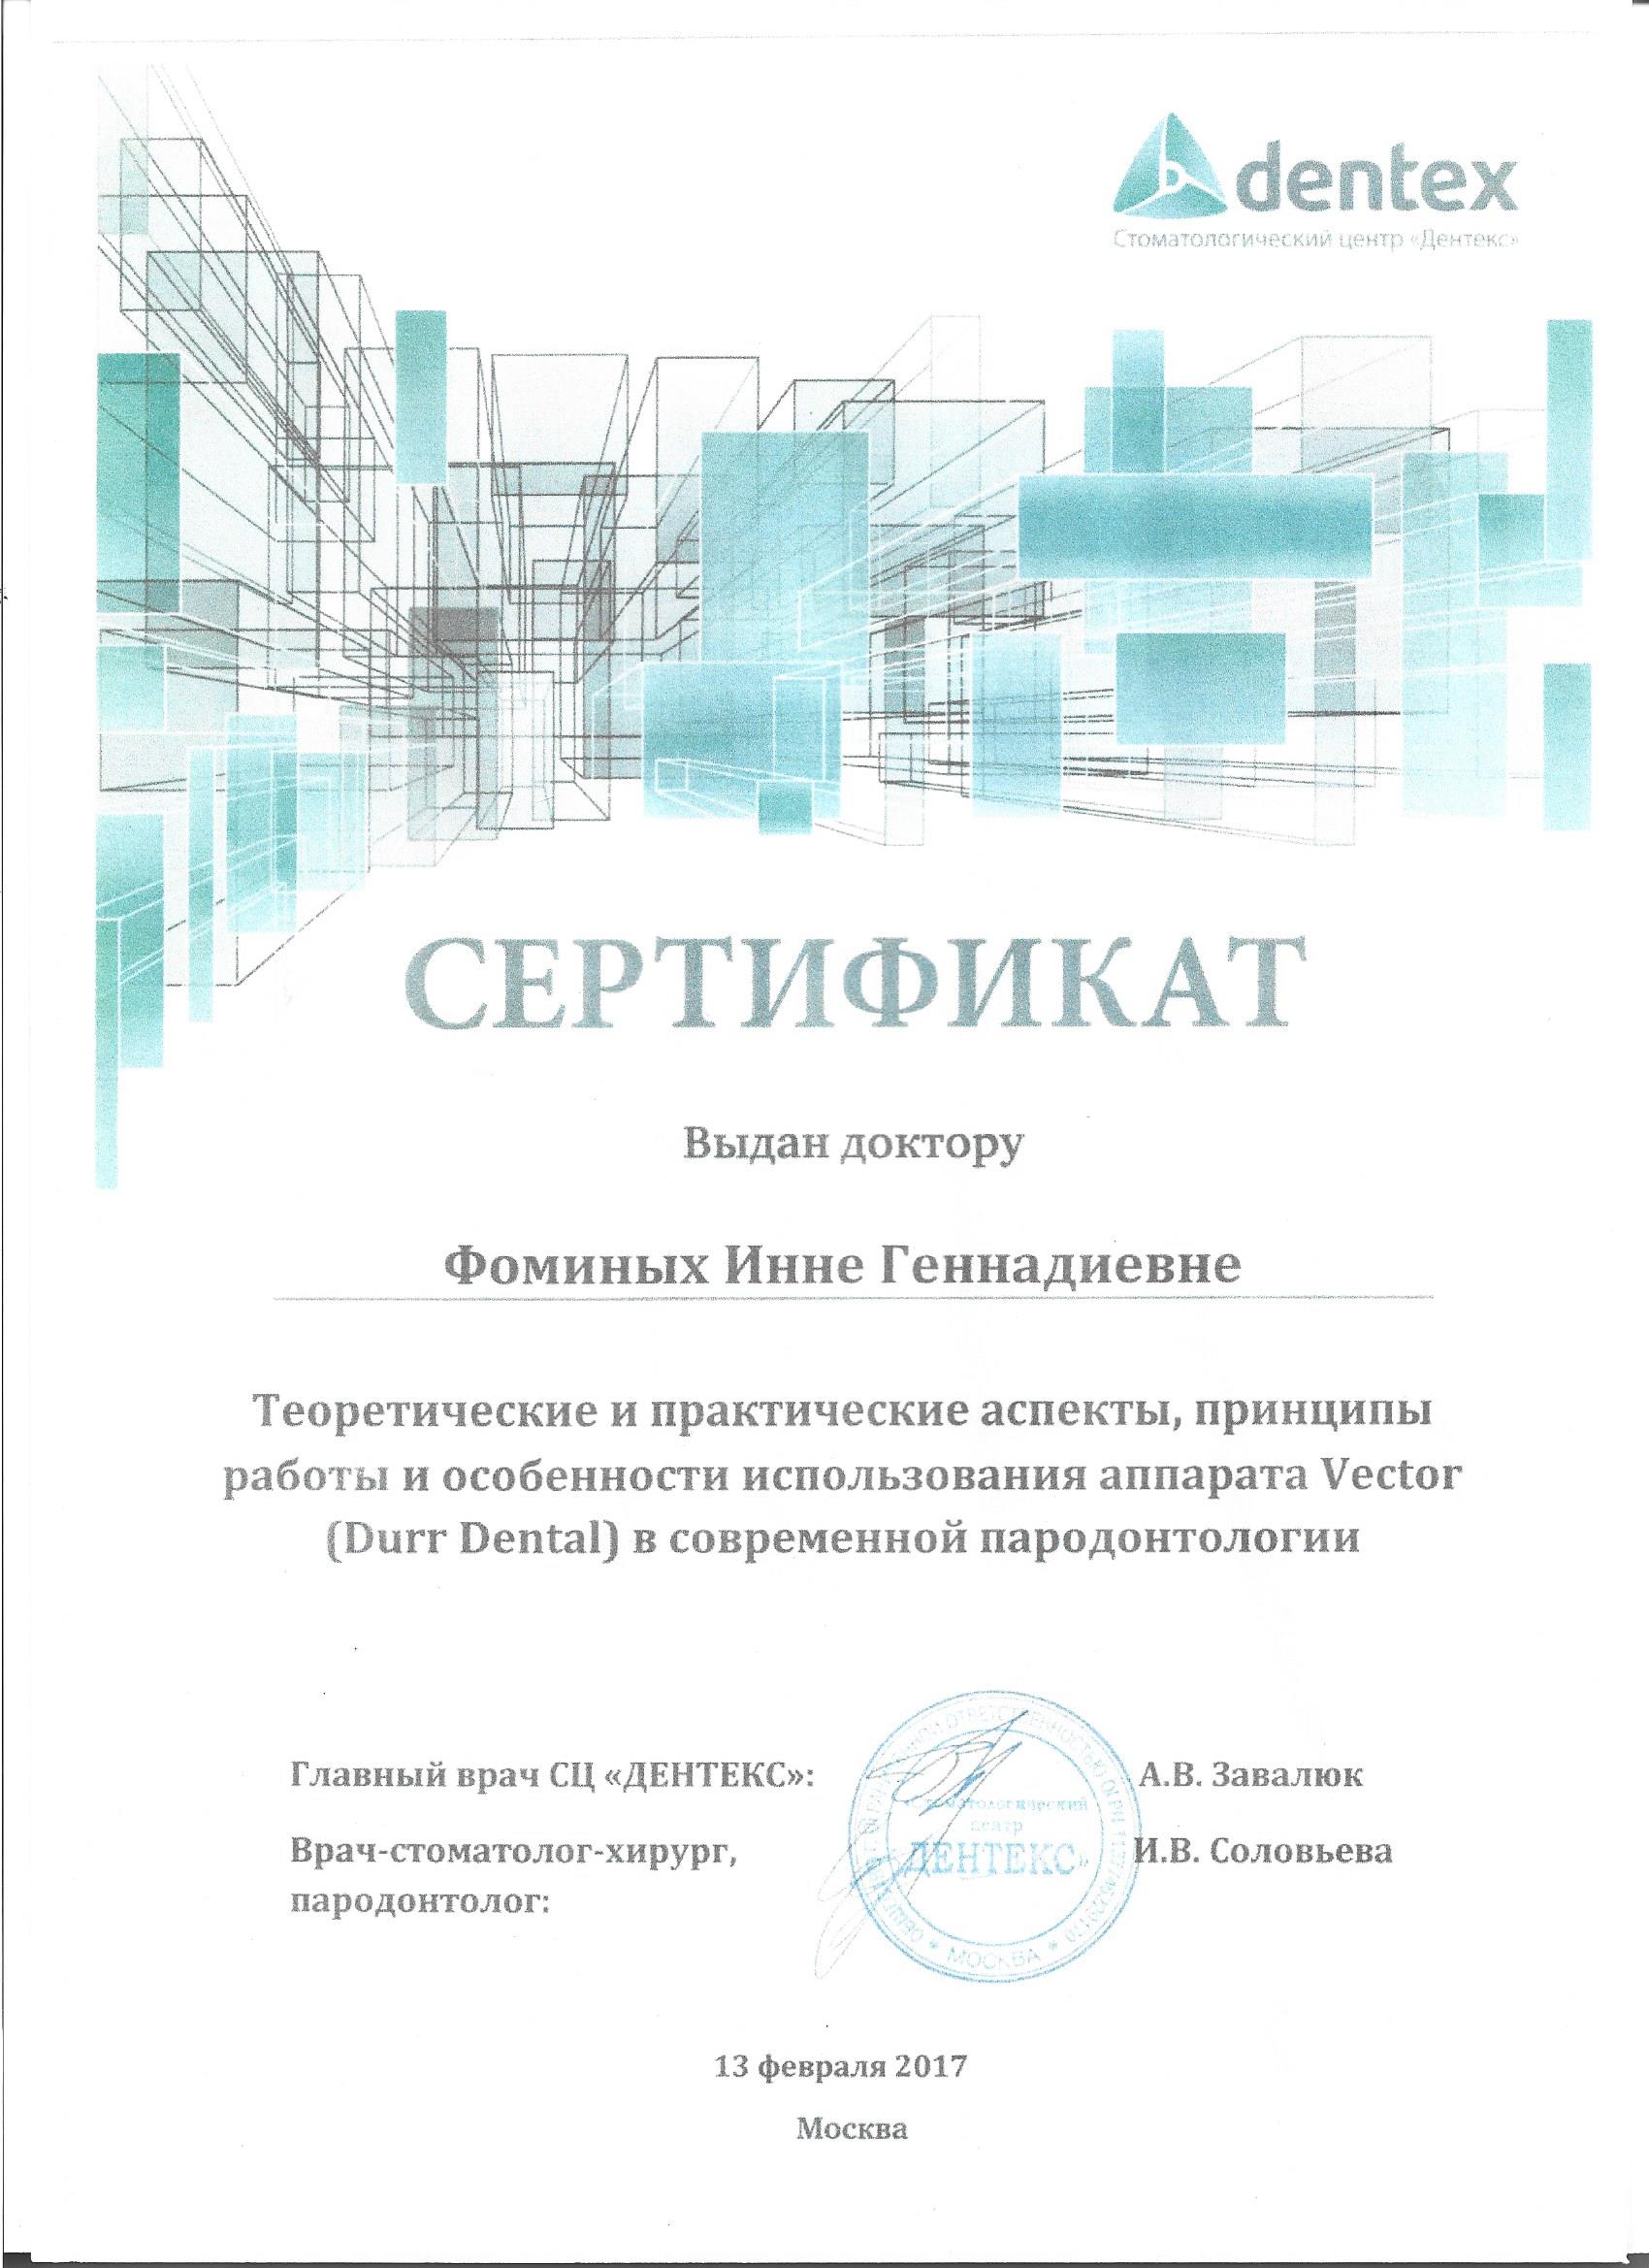 dentex
Стоматологический центр «Дентекс»
СЕРТИФИКАТ
Выдан доктору
Фоминых Инне Геннадиевне
Теоретические и практические аспекты, принципы
работы и особенности использования аппарата Vector
(Durr Dental) в современной пародонтологии
Главный врач СЦ «ДЕНТЕКС»:
А.В. Завалюк
Врач-стоматолог-хирург,
пародонтолог:
И.В. Соловьева
ОТВЕТСТВЕННОСТЬЮ
стоматологический
центр
ДЕНТЕКС»
МОСКВА
13 февраля 2017
Москва